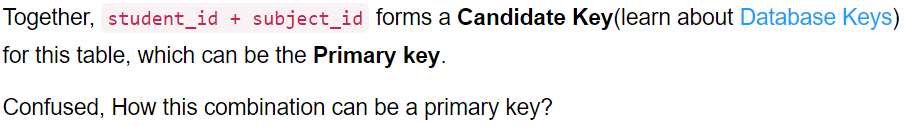 Together, student_id + subject_id forms a Candidate Key(learn about Database Keys)
for this table, which can be the Primary key.
Confused, How this combination can be a primary key?